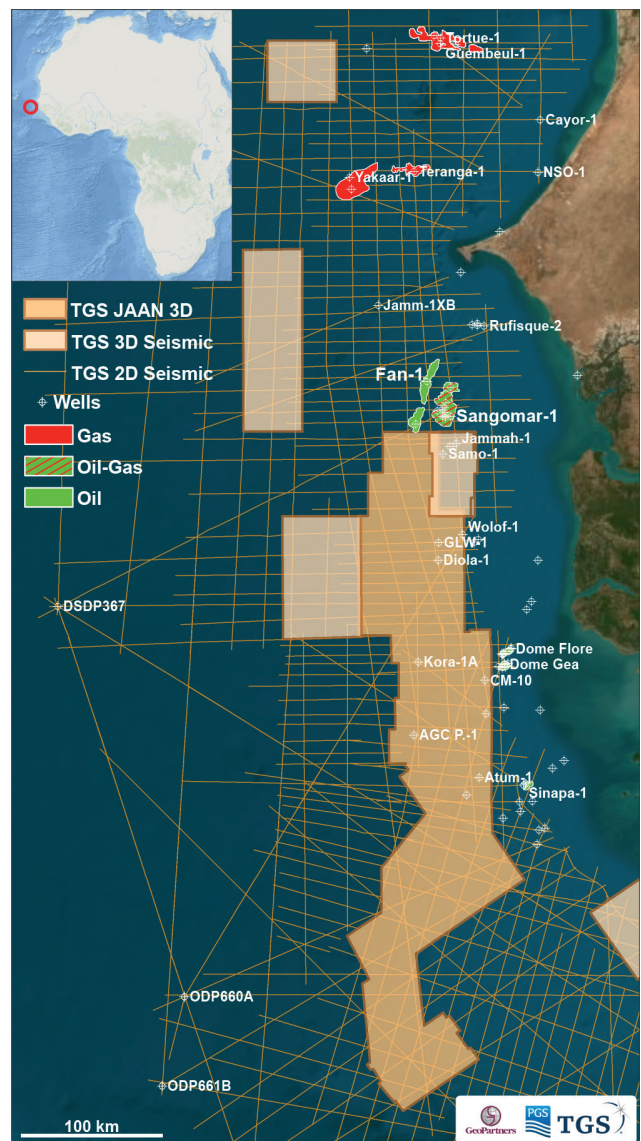 Tortue-1
Guembeul-1
Cayor-1
Yakaar-1
Teranga-1
NSO-1
Jamm-1XB
TGS JAAN 3D
Rufisque-2
TGS 3D Seismic
TGS 2D Seismic
Fan-1
Wells
Sangomar-1
Gas
Jammah-1
Samo-1
Oil-Gas
Oil
Wolof-1
GLW-1
Diola-1
DSDP367
Dome Flore
Kora-1A
Dome Gea
CM-10
AGC P.-1
Atum-1
Sinapa-1
ODP660A
ODP661B
100 km
GeoPartners
PGS
TGS